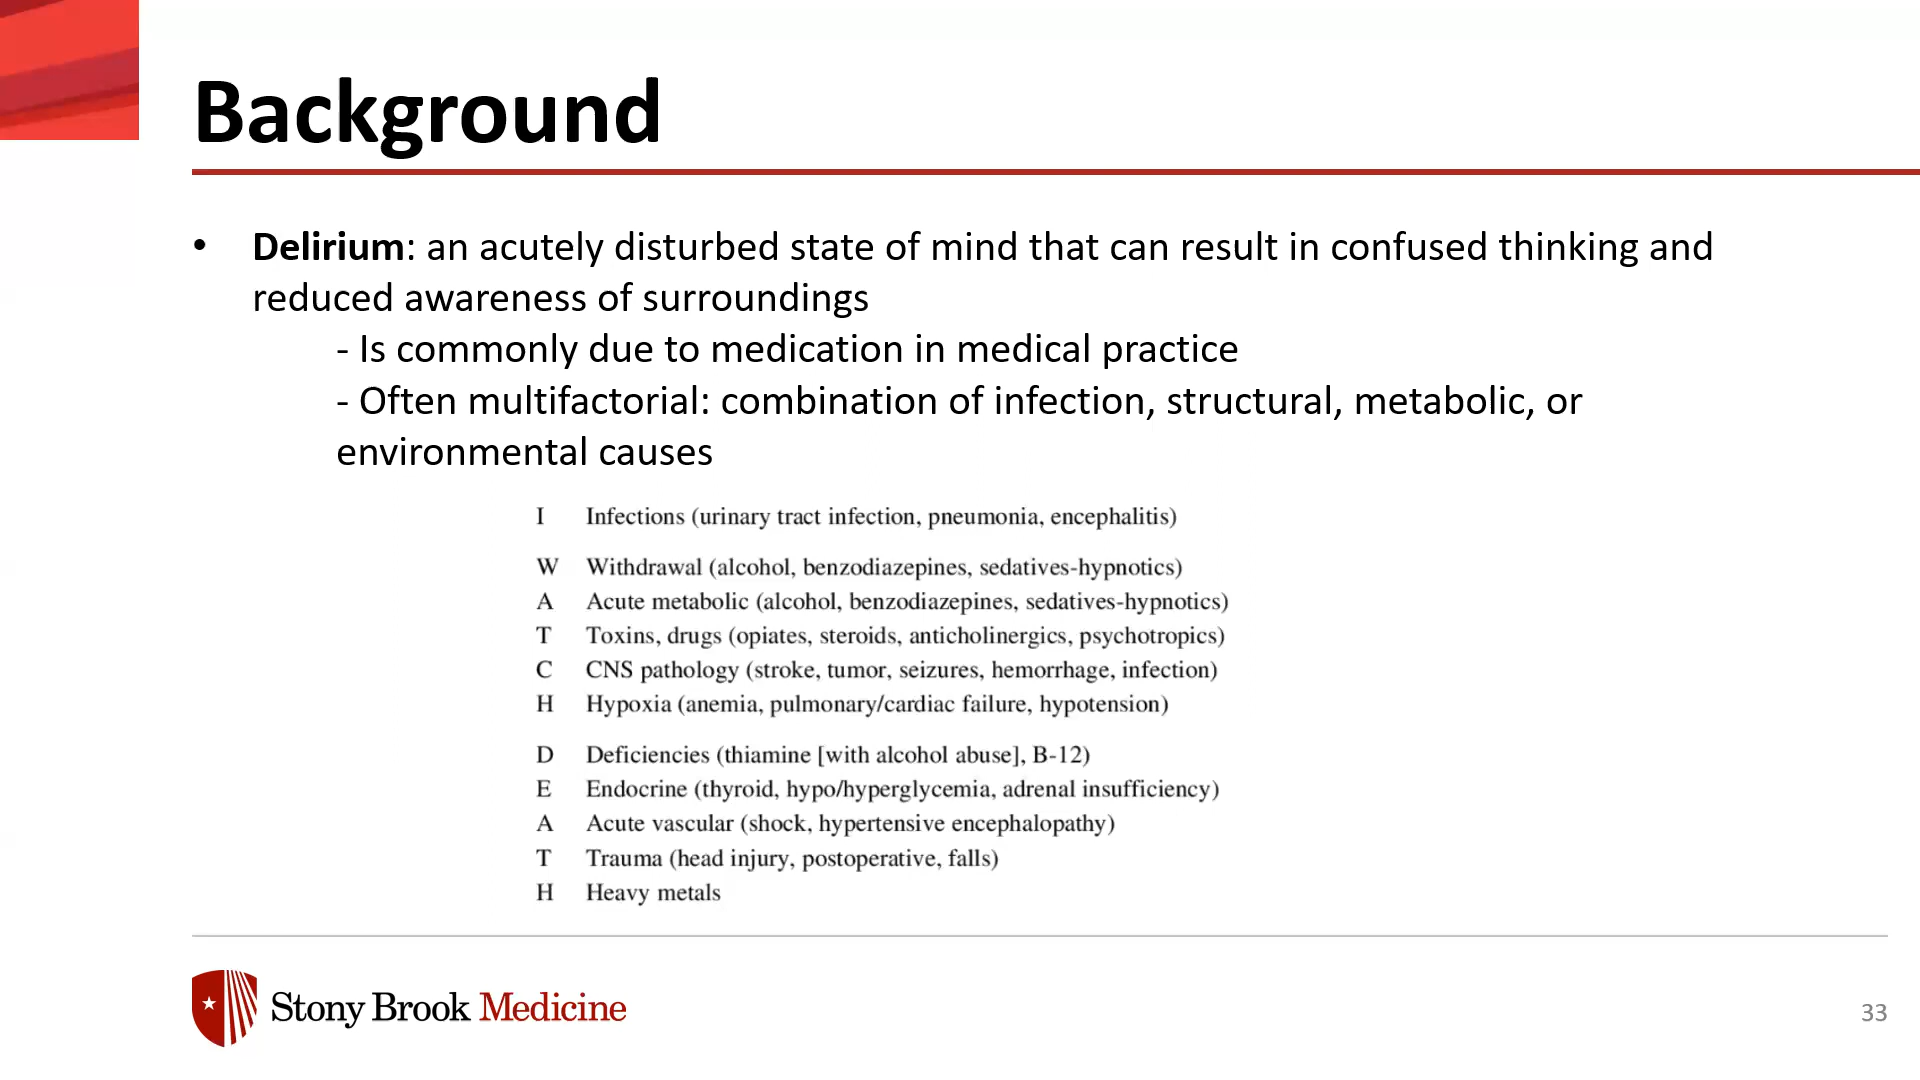 Background
• Delirium: an acutely disturbed state of mind that can result in confused thinking and
reduced awareness of surroundings
- Is commonly due to medication in medical practice
- Often multifactorial: combination of infection, structural, metabolic, or
environmental causes
I Infections (urinary tract infection, pneumonia, encephalitis)
W Withdrawal (alcohol, benzodiazepines, sedatives-hypnotics)
A Acute metabolic (alcohol, benzodiazepines, sedatives-hypnotics)
T Toxins, drugs (opiates, steroids, anticholinergics, psychotropics)
C CNS pathology (stroke, tumor, seizures, hemorrhage, infection)
H Hypoxia (anemia, pulmonary/cardiac failure, hypotension)
D Deficiencies (thiamine [with alcohol abuse], B-12)
E Endocrine (thyroid, hypo/hyperglycemia, adrenal insufficiency)
A Acute vascular (shock, hypertensive encephalopathy)
T Trauma (head injury, postoperative, falls)
H Heavy metals
Stony Brook Medicine
33